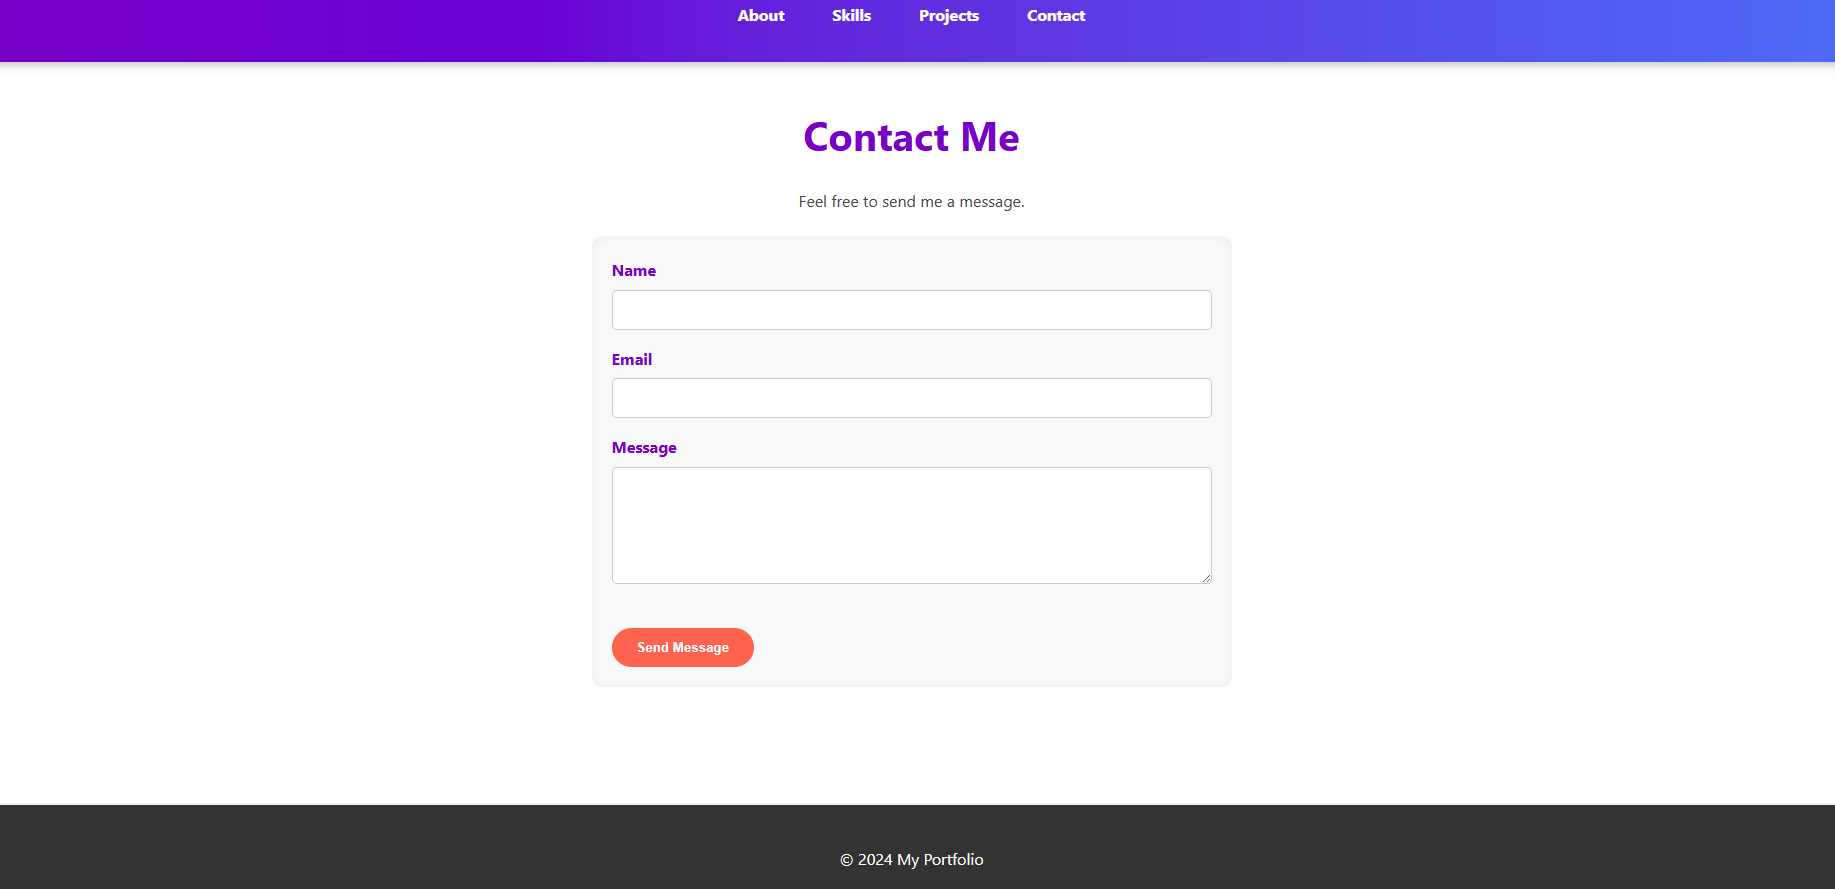 About Skills Projects Contact
Contact Me
Feel free to send me a message.
Name
Email
Message
Send Message
© 2024 My Portfolio